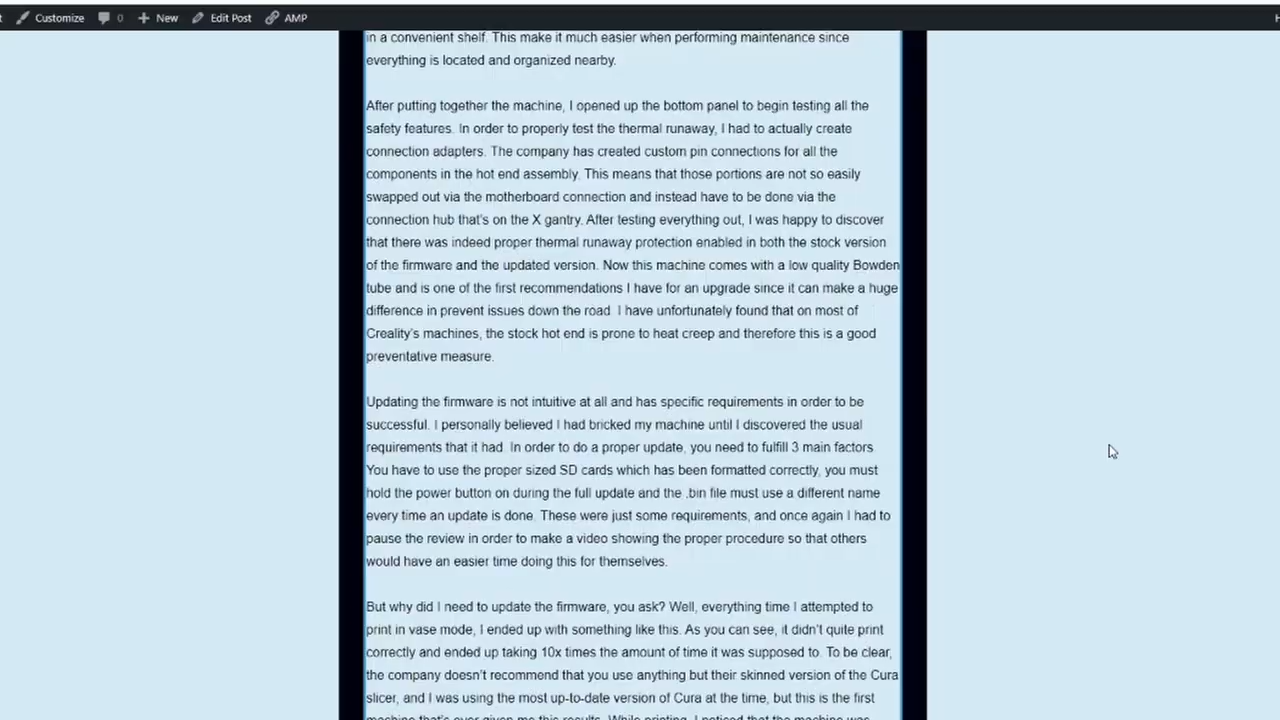 Customize 0 New Edit Post AMP
in a convenient shelf. This make it much easier when performing maintenance since
everything is located and organized nearby.
After putting together the machine, I opened up the bottom panel to begin testing all the
safety features. In order to properly test the thermal runaway, I had to actually create
connection adapters. The company has created custom pin connections for all the
components in the hot end assembly. This means that those portions are not so easily
swapped out via the motherboard connection and instead have to be done via the
connection hub that's on the X gantry. After testing everything out, I was happy to discover
that there was indeed proper thermal runaway protection enabled in both the stock version
of the firmware and the updated version. Now this machine comes with a low quality Bowden
tube and is one of the first recommendations I have for an upgrade since it can make a huge
difference in prevent issues down the road. I have unfortunately found that on most of
Creality's machines, the stock hot end is prone to heat creep and therefore this is a good
preventative measure.
Updating the firmware is not intuitive at all and has specific requirements in order to be
successful. I personally believed I had bricked my machine until I discovered the usual
requirements that it had. In order to do a proper update, you need to fulfill 3 main factors.
You have to use the proper sized SD cards which has been formatted correctly, you must
hold the power button on during the full update and the .bin file must use a different name
every time an update is done. These were just some requirements, and once again I had to
pause the review in order to make a video showing the proper procedure so that others
would have an easier time doing this for themselves.
But why did I need to update the firmware, you ask? Well, everything time I attempted to
print in vase mode, I ended up with something like this. As you can see, it didn't quite print
correctly and ended up taking 10x times the amount of time it was supposed to. To be clear,
the company doesn't recommend that you use anything but their skinned version of the Cura
slicer, and I was using the most up-to-date version of Cura at the time, but this is the first
machine that's ever given me this results. While printing, I noticed that the machine was